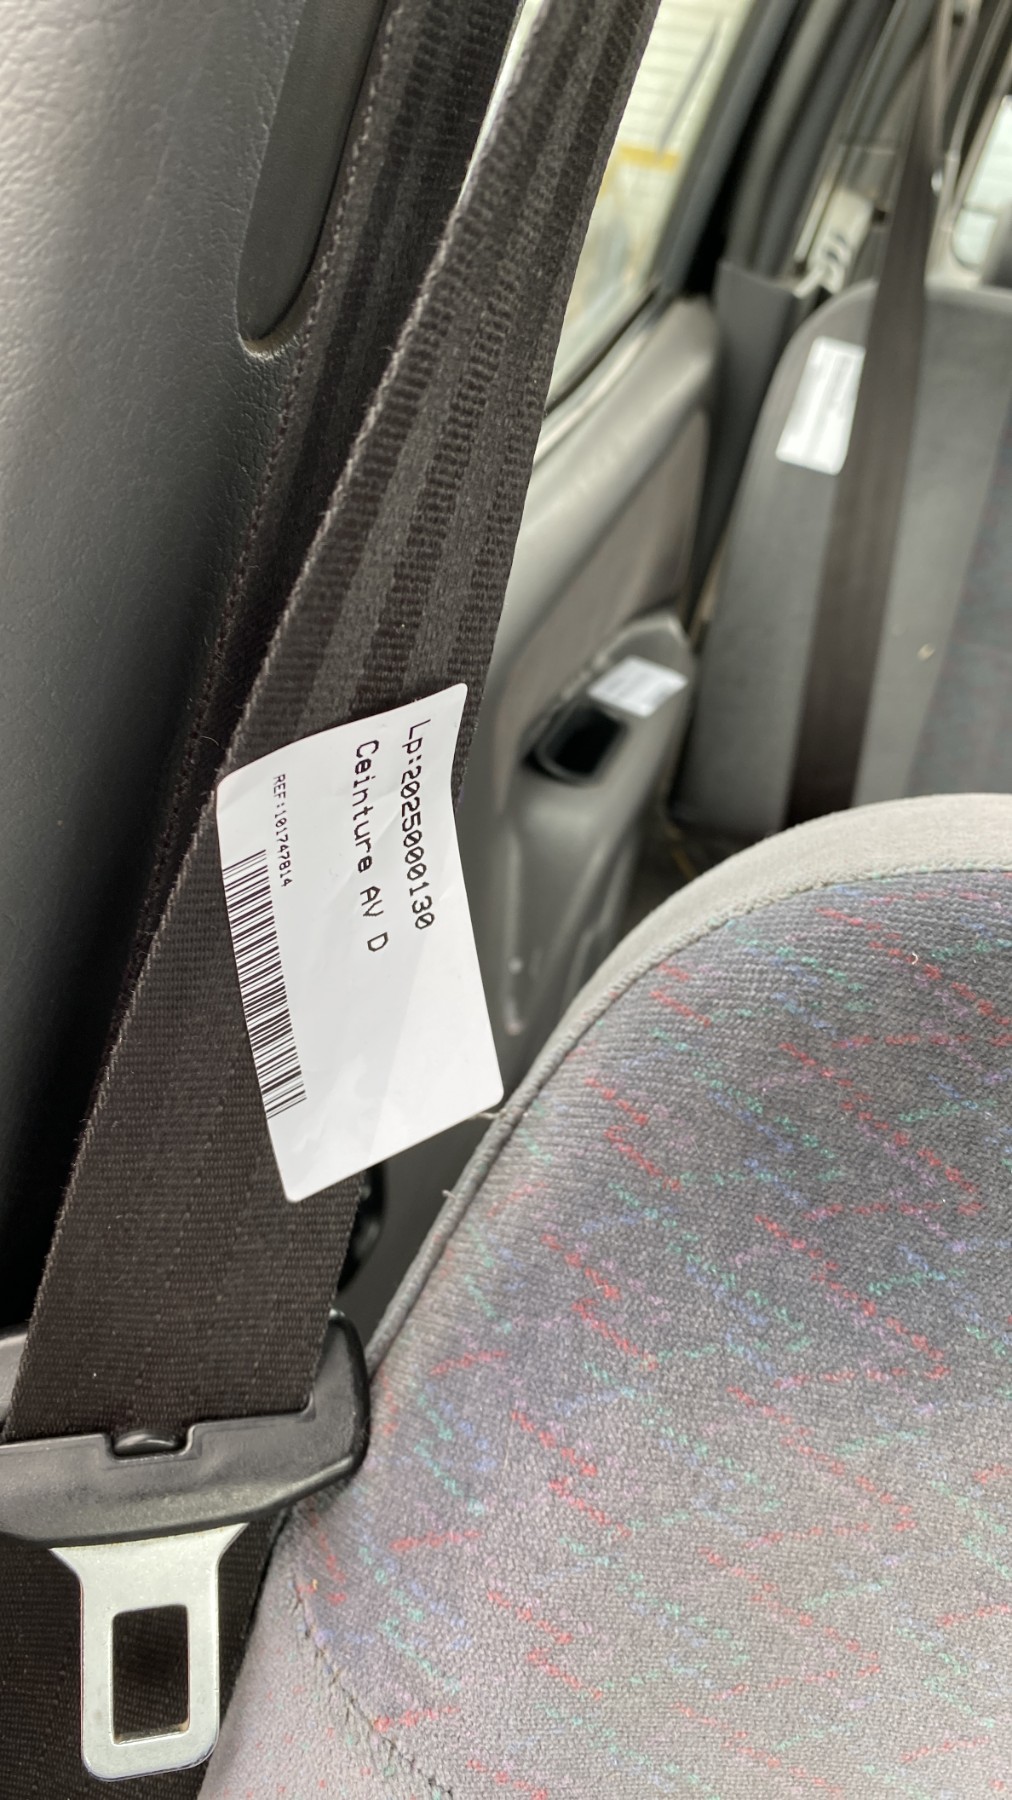 Lp:2025000130
Ceinture AV D
REF:101747814